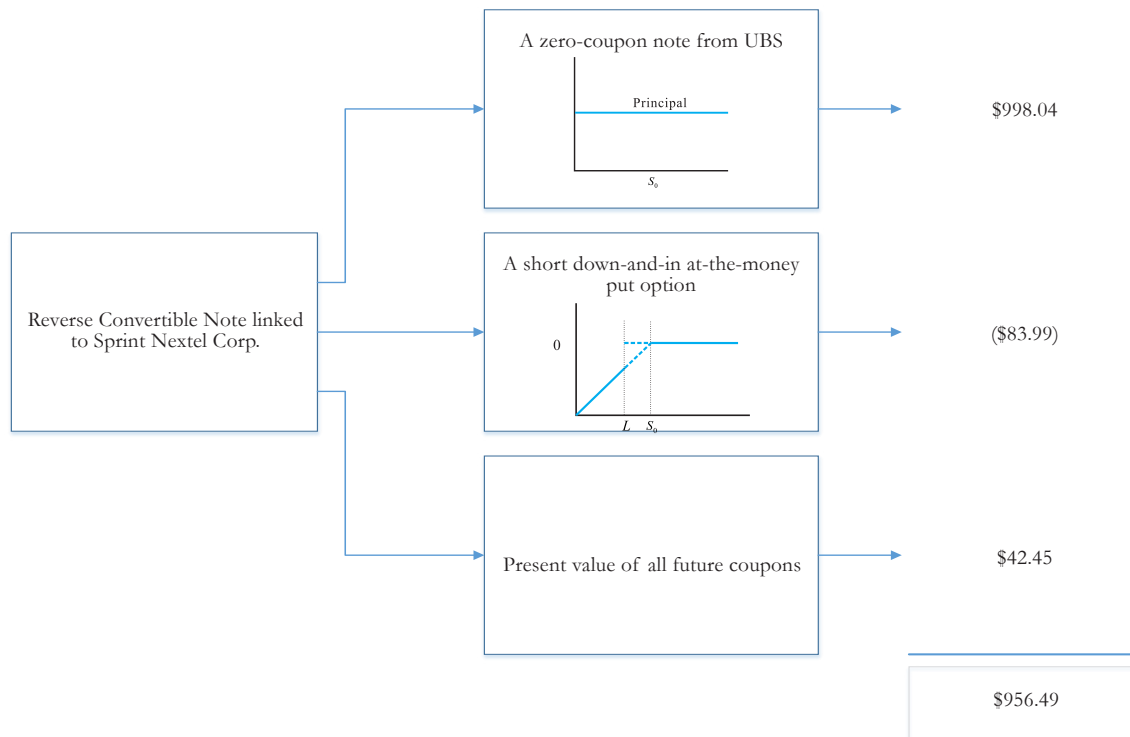 A zero-coupon note from UBS
Principal
S₀
$998.04
Reverse Convertible Note linked
to Sprint Nextel Corp.
A short down-and-in at-the-money
put option
0
L S₀
($83.99)
Present value of all future coupons
$42.45
$956.49